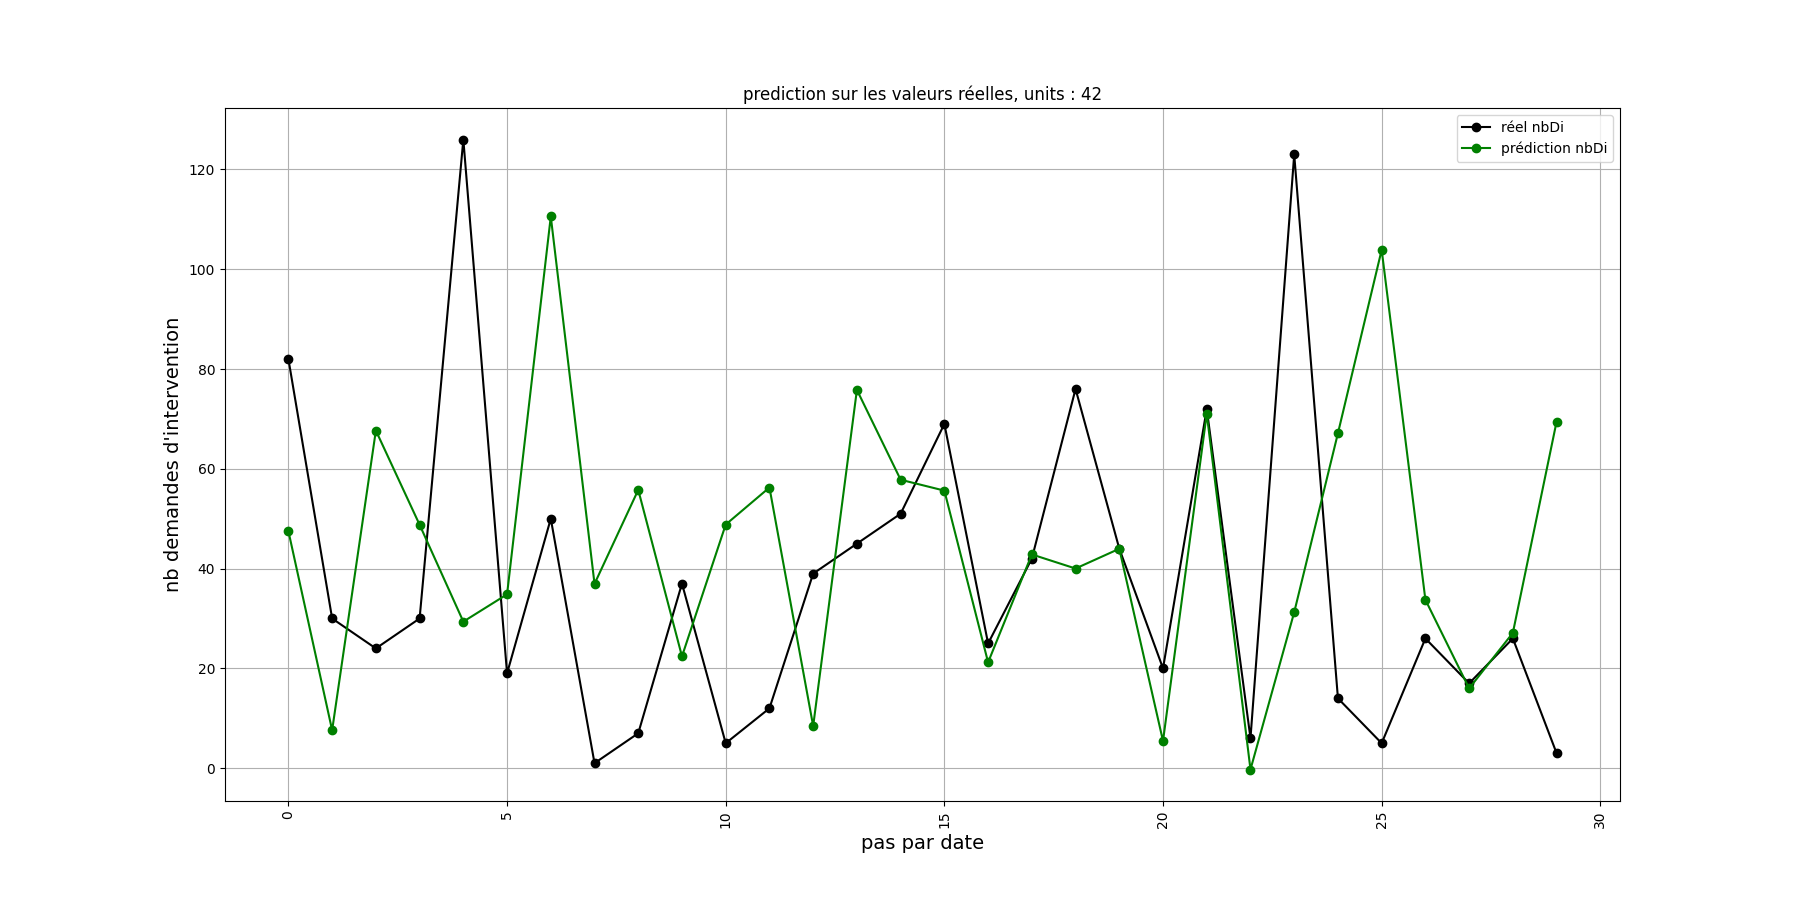 prediction sur les valeurs réelles, units : 42
réel nbDi
prédiction nbDi
nb demandes d'intervention
120
100
80
60
40
20
0
0 5 10 15 20 25 30
pas par date